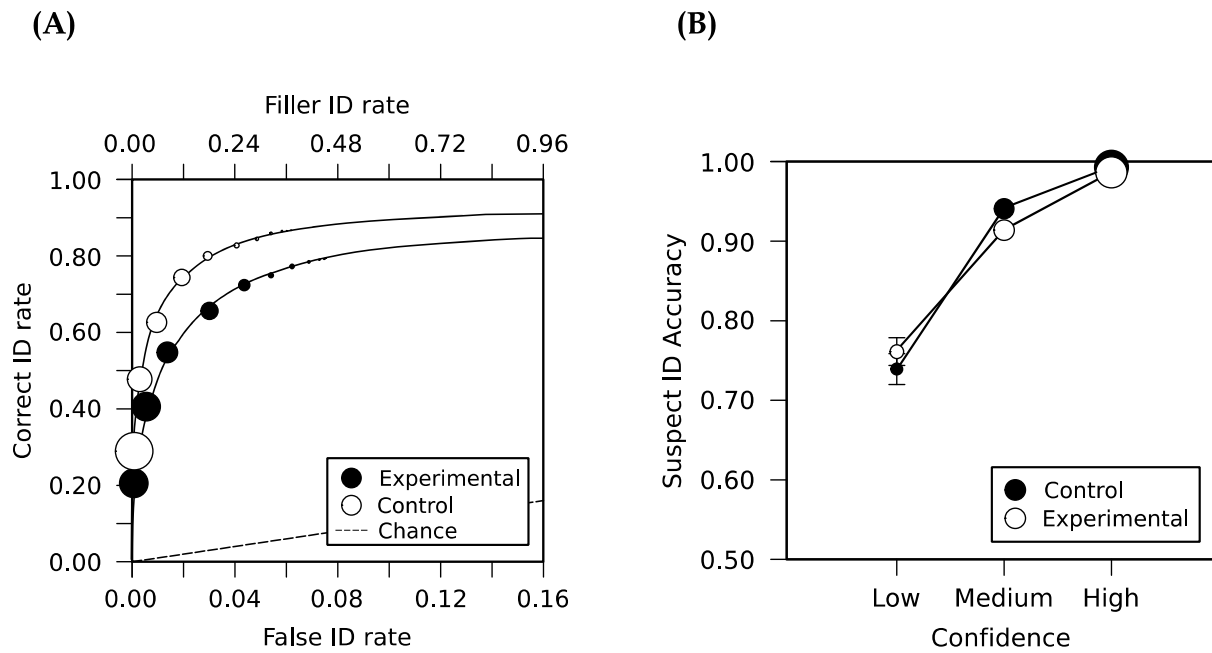 (A)
Filler ID rate
0.00 0.24 0.48 0.72 0.96
1.00
0.80
0.60
0.40
0.20
0.00
Correct ID rate
Experimental
Control
Chance
0.00 0.04 0.08 0.12 0.16
False ID rate
(B)
1.00
0.90
0.80
0.70
0.60
0.50
Suspect ID Accuracy
Control
Experimental
Low Medium High
Confidence